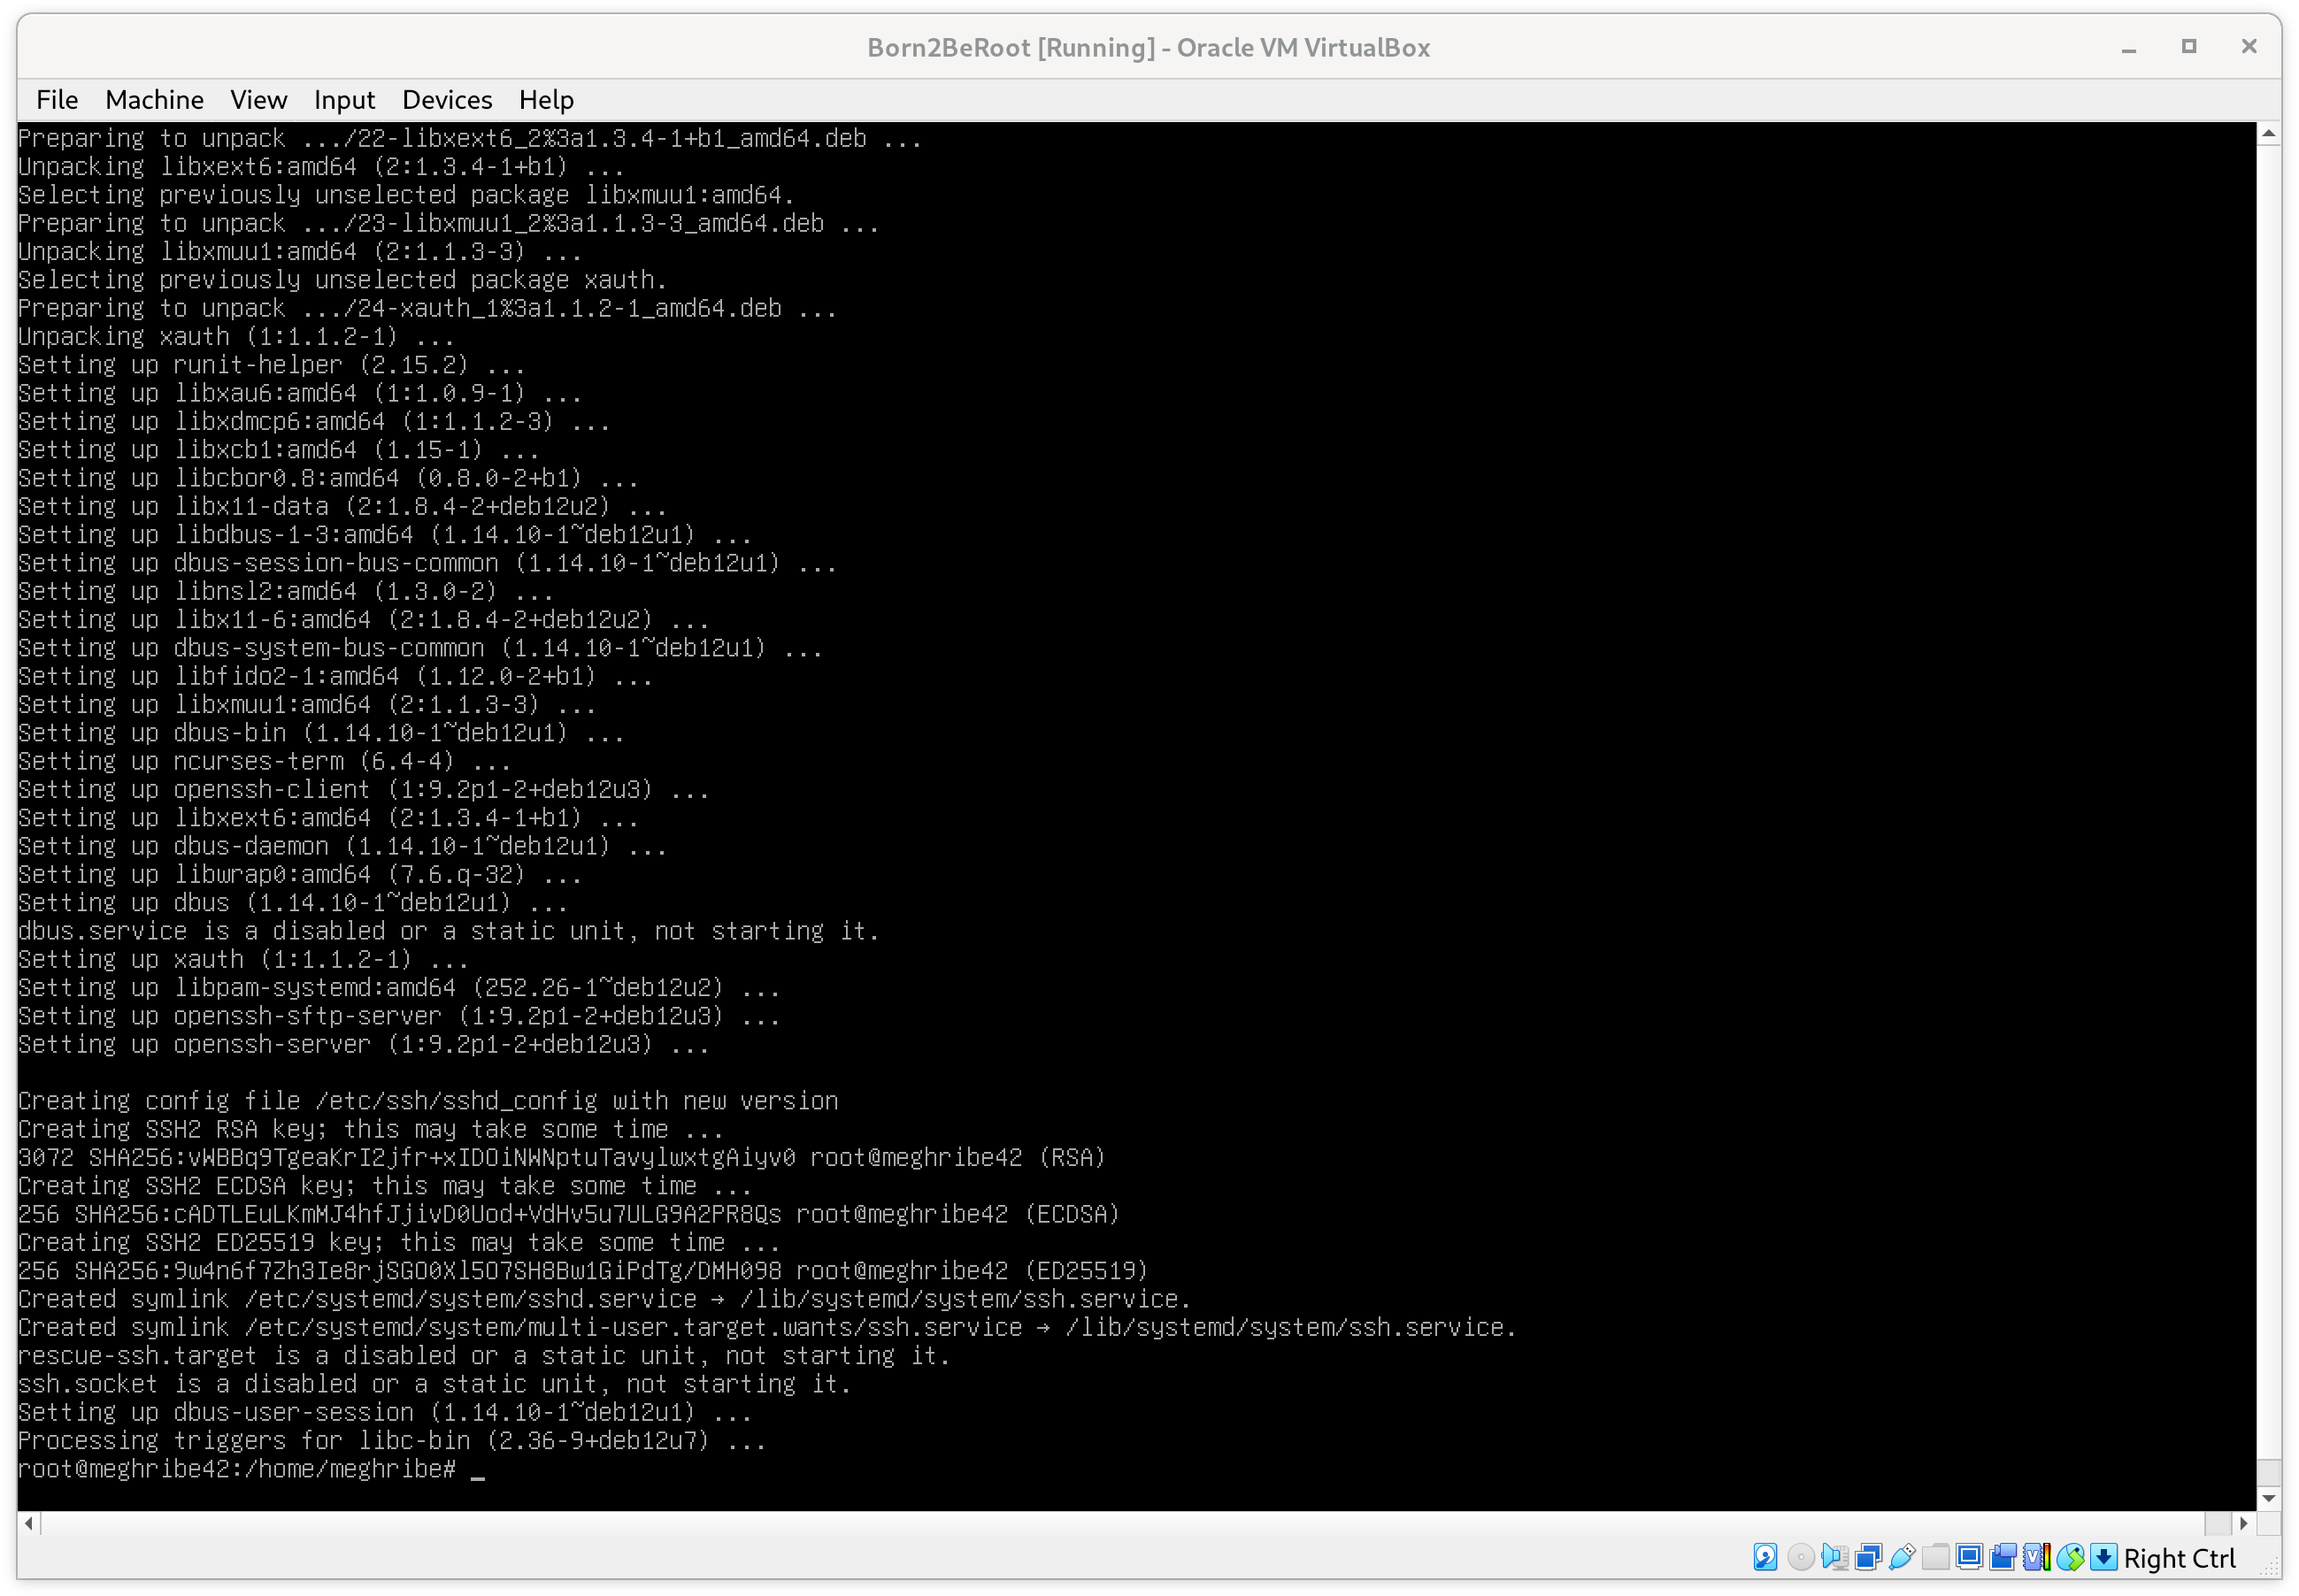 Born2BeRoot [Running] - Oracle VM VirtualBox
File Machine View Input Devices Help
Preparing to unpack .../22-libxext6_2%3a1.3.4-1+b1_amd64.deb ...
Unpacking libxext6:amd64 (2:1.3.4-1+b1) ...
Selecting previously unselected package libxmuu1:amd64.
Preparing to unpack .../23-libxmuu1_2%3a1.1.3-3_amd64.deb ...
Unpacking libxmuu1:amd64 (2:1.1.3-3) ...
Selecting previously unselected package xauth.
Preparing to unpack .../24-xauth_1%3a1.1.2-1_amd64.deb ...
Unpacking xauth (1:1.1.2-1) ...
Setting up runit-helper (2.15.2) ...
Setting up libxau6:amd64 (1:1.0.9-1) ...
Setting up libxdmcp6:amd64 (1:1.1.2-3) ...
Setting up libxcb1:amd64 (1.15-1) ...
Setting up libcbor0.8:amd64 (0.8.0-2+b1) ...
Setting up libx11-data (2:1.8.4-2+deb12u2) ...
Setting up libdbus-1-3:amd64 (1.14.10-1~deb12u1) ...
Setting up dbus-session-bus-common (1.14.10-1~deb12u1) ...
Setting up libnsl2:amd64 (1.3.0-2) ...
Setting up libx11-6:amd64 (2:1.8.4-2+deb12u2) ...
Setting up dbus-system-bus-common (1.14.10-1~deb12u1) ...
Setting up libfido2-1:amd64 (1.12.0-2+b1) ...
Setting up libxmuu1:amd64 (2:1.1.3-3) ...
Setting up dbus-bin (1.14.10-1~deb12u1) ...
Setting up ncurses-term (6.4-4) ...
Setting up openssh-client (1:9.2p1-2+deb12u3) ...
Setting up libxext6:amd64 (2:1.3.4-1+b1) ...
Setting up dbus-daemon (1.14.10-1~deb12u1) ...
Setting up libwrap0:amd64 (7.6.q-32) ...
Setting up dbus (1.14.10-1~deb12u1) ...
dbus.service is a disabled or a static unit, not starting it.
Setting up xauth (1:1.1.2-1) ...
Setting up libpam-systemd:amd64 (252.26-1~deb12u2) ...
Setting up openssh-sftp-server (1:9.2p1-2+deb12u3) ...
Setting up openssh-server (1:9.2p1-2+deb12u3) ...
Creating config file /etc/ssh/sshd_config with new version
Creating SSH2 RSA key; this may take some time ...
3072 SHA256:vWBBq9TgeaKrI2jfr+xIDOiNWNptuTavylwxtgAiyv0 root@meghribe42 (RSA)
Creating SSH2 ECDSA key; this may take some time ...
256 SHA256:cADTLEuLKmMJ4hfJjivD0Uod+VdHv5u7ULG9A2PR8Qs root@meghribe42 (ECDSA)
Creating SSH2 ED25519 key; this may take some time ...
256 SHA256:9w4n6f7Zh3Ie8rjSGO0Xl5O7SH8Bw1GiPdTg/DMH098 root@meghribe42 (ED25519)
Created symlink /etc/systemd/system/sshd.service → /lib/systemd/system/ssh.service.
Created symlink /etc/systemd/system/multi-user.target.wants/ssh.service → /lib/systemd/system/ssh.service.
rescue-ssh.target is a disabled or a static unit, not starting it.
ssh.socket is a disabled or a static unit, not starting it.
Setting up dbus-user-session (1.14.10-1~deb12u1) ...
Processing triggers for libc-bin (2.36-9+deb12u7) ...
root@meghribe42:/home/meghribe# _
Right Ctrl